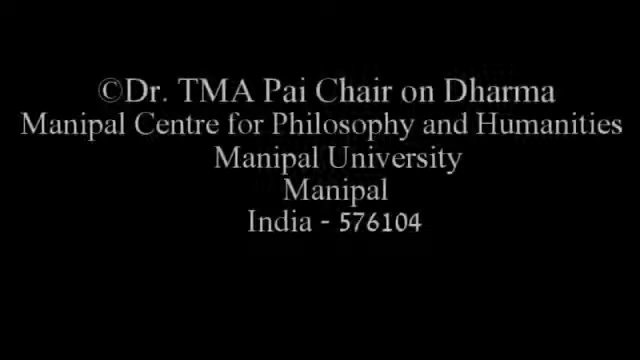 ©Dr. TMA Pai Chair on Dharma
Manipal Centre for Philosophy and Humanities
Manipal University
Manipal
India - 576104